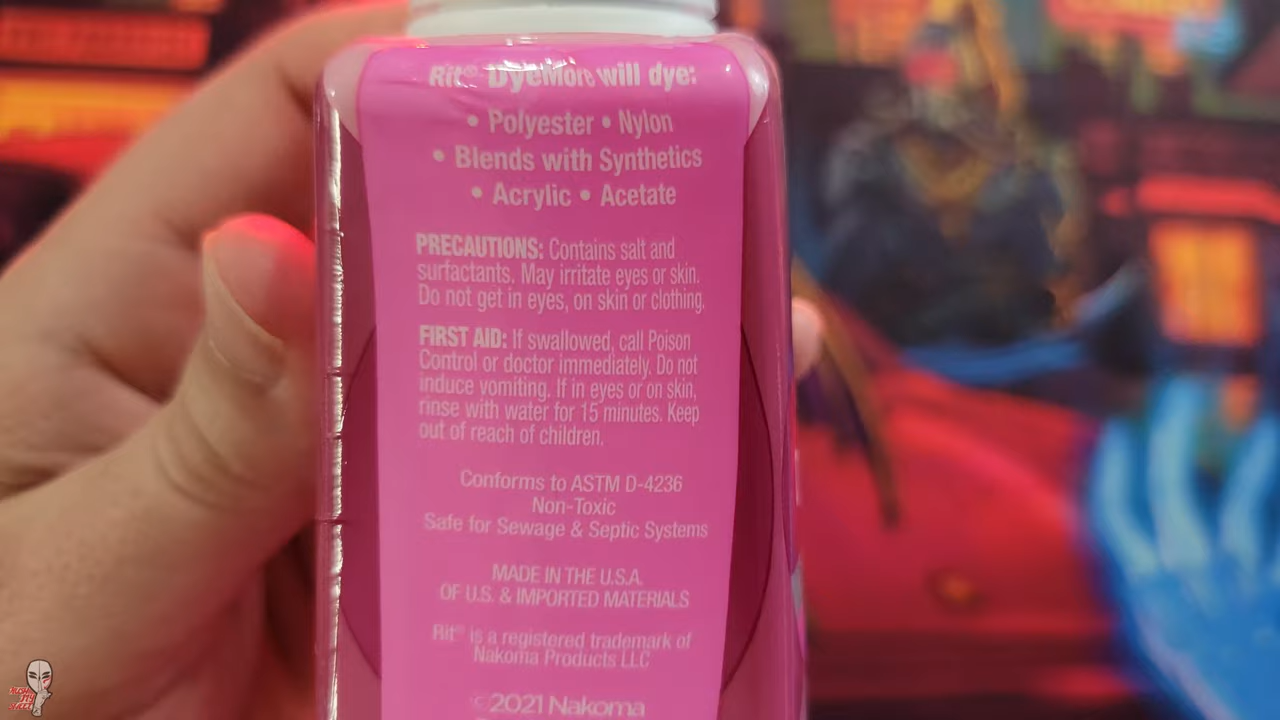 Rit® DyeMore will dye:
• Polyester • Nylon
• Blends with Synthetics
• Acrylic • Acetate
PRECAUTIONS: Contains salt and
surfactants. May irritate eyes or skin.
Do not get in eyes, on skin or clothing.
FIRST AID: If swallowed, call Poison
Control or doctor immediately. Do not
induce vomiting. If in eyes or on skin,
rinse with water for 15 minutes. Keep
out of reach of children.
Conforms to ASTM D-4236
Non-Toxic
Safe for Sewage & Septic Systems
MADE IN THE U.S.A.
OF U.S. & IMPORTED MATERIALS
Rit® is a registered trademark of
Nakoma Products LLC
©2021 Nakoma